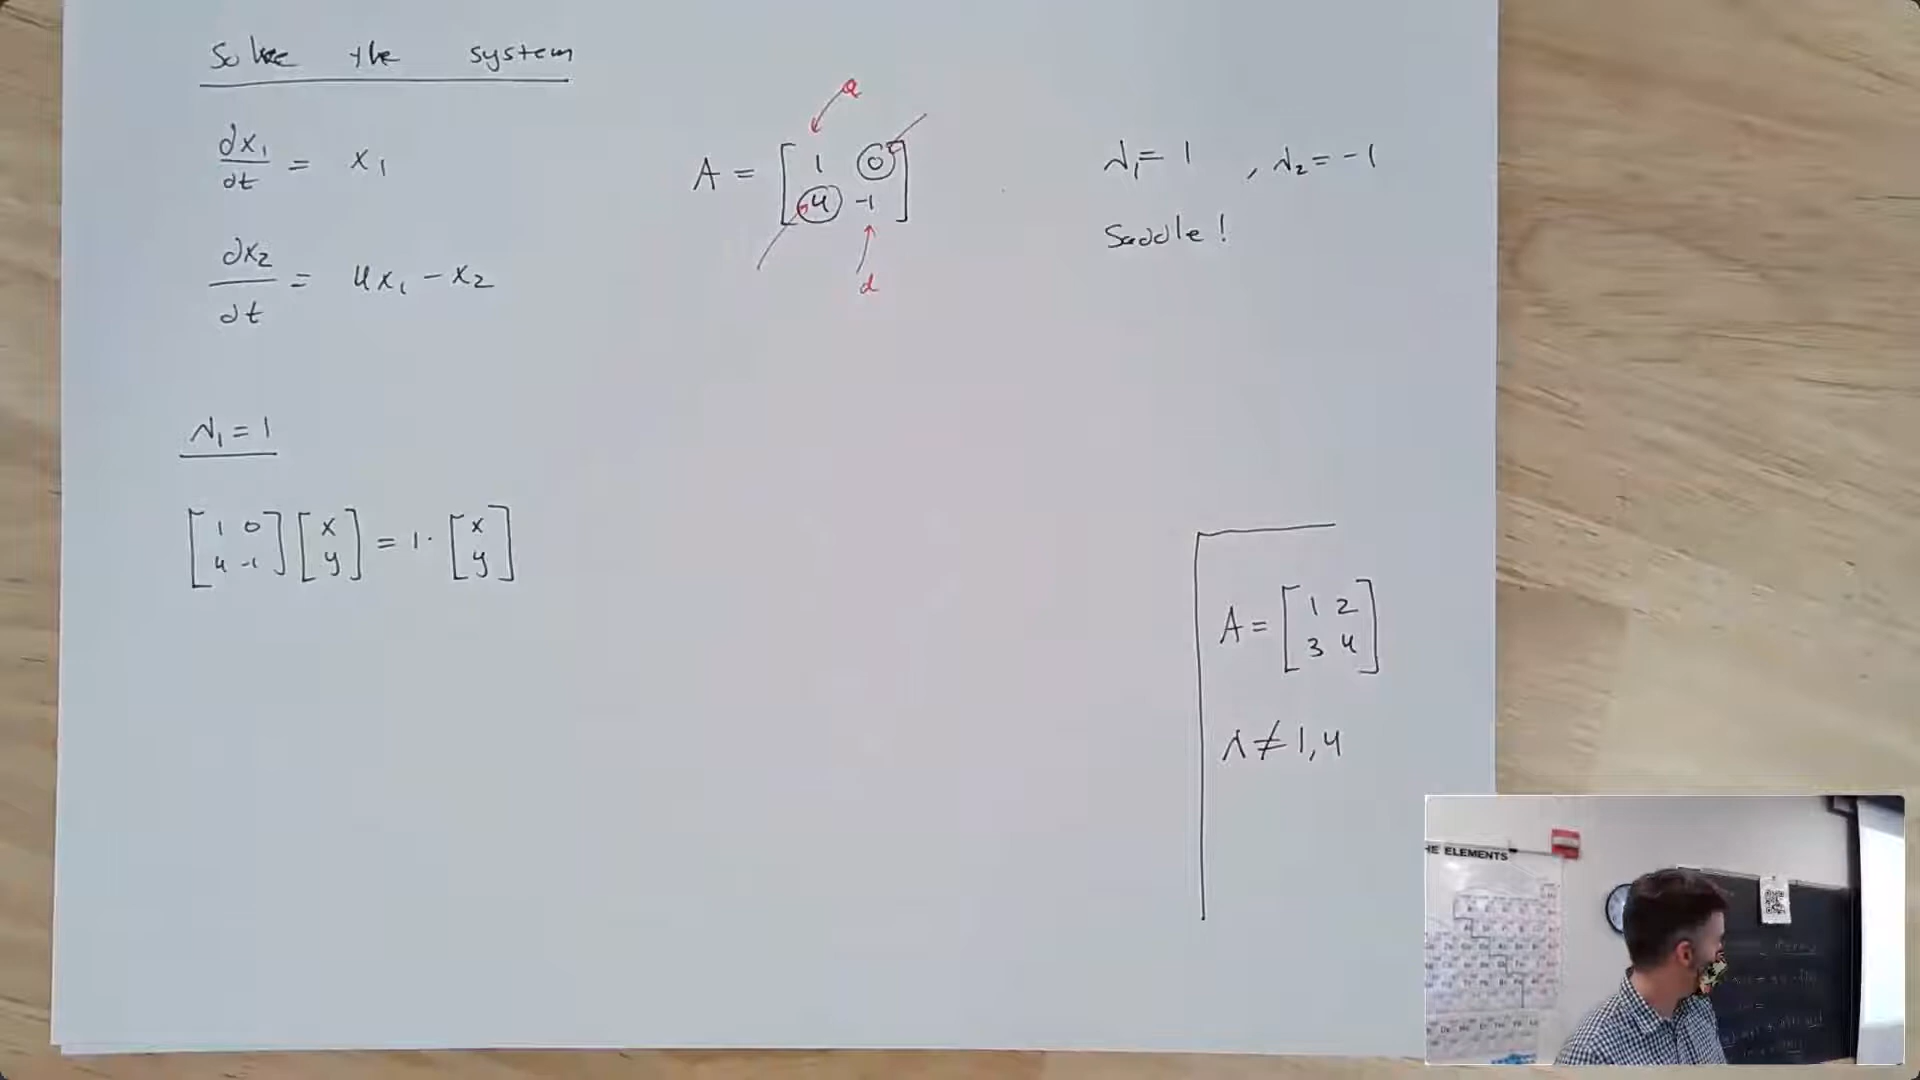 Solve the system
dx₁/dt = x₁
A = [1 0; 4 -1]
a
d
λ₁ = 1 , λ₂ = -1
Saddle!
dx₂/dt = 4x₁ - x₂
λ₁ = 1
[1 0; 4 -1] [x; y] = 1· [x; y]
A = [1 2; 3 4]
λ ≠ 1, 4
HE ELEMENTS